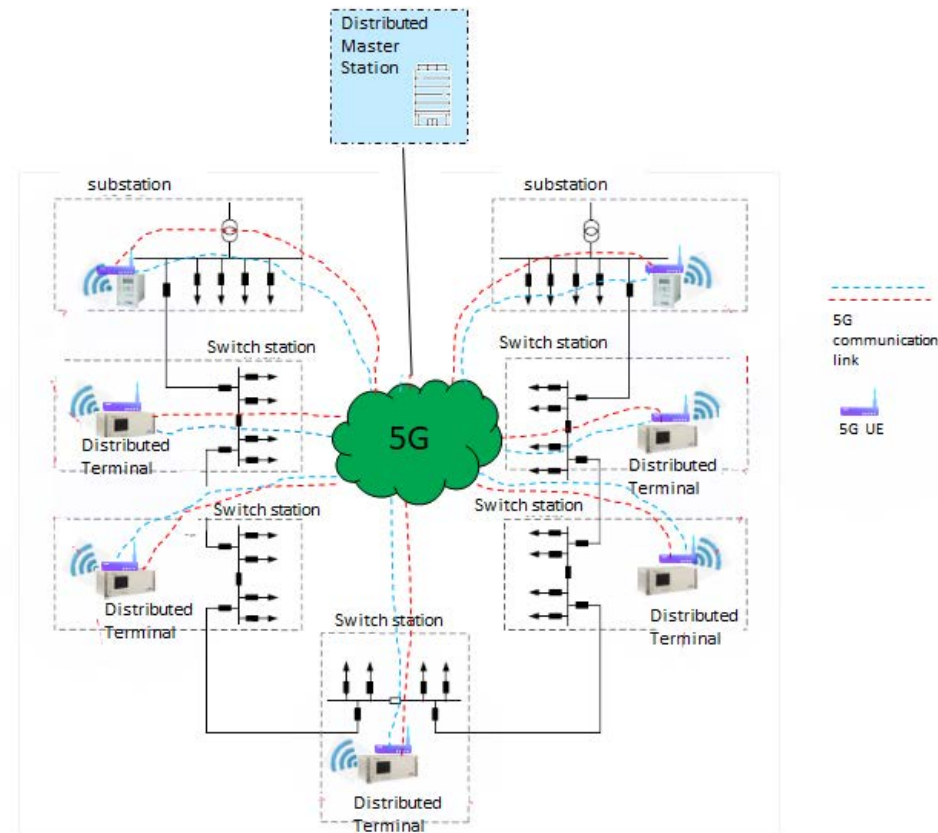 Distributed
Master
Station
substation
substation
Switch station
Switch station
5G
communication
link
5G UE
5G
Distributed
Terminal
Distributed
Terminal
Switch station
Switch station
Distributed
Terminal
Distributed
Terminal
Switch station
Distributed
Terminal